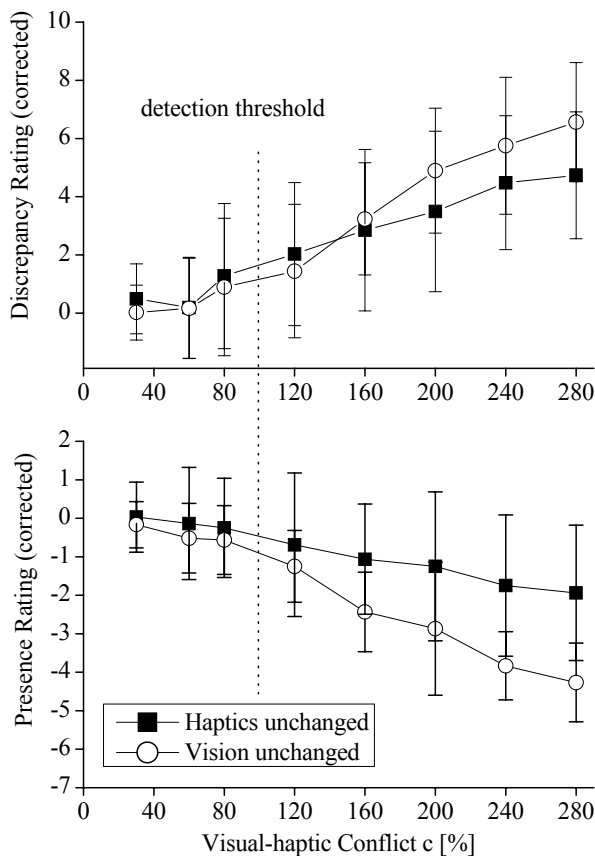 Discrepancy Rating (corrected)
10
8
6
4
2
0
detection threshold
0 40 80 120 160 200 240 280
Presence Rating (corrected)
2
1
0
-1
-2
-3
-4
-5
-6
-7
Haptics unchanged
Vision unchanged
0 40 80 120 160 200 240 280
Visual-haptic Conflict c [%]